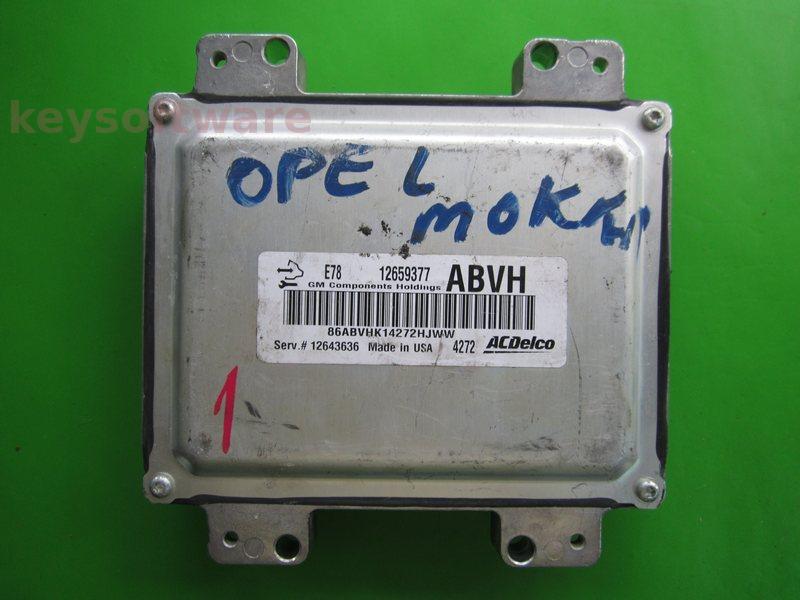 keysoftware
OPEL
MOKKA
E78 12659377 ABVH
GM Components Holdings
86ABVHK14272HJWW
Serv.# 12643636 Made in USA 4272 ACDelco
1